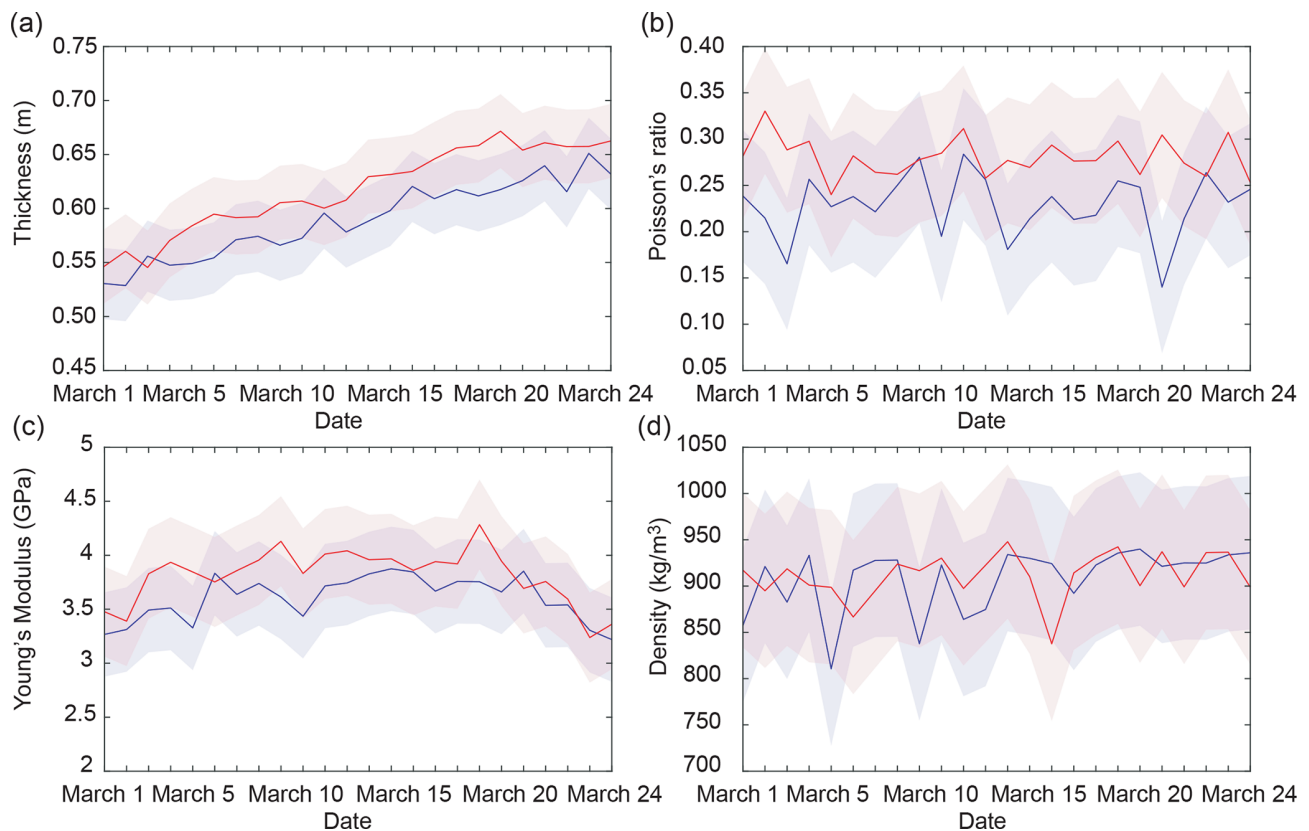 (a)
Thickness (m)
0.75
0.70
0.65
0.60
0.55
0.50
0.45
March 1 March 5 March 10 March 15 March 20 March 24
Date
(b)
Poisson's ratio
0.40
0.35
0.30
0.25
0.20
0.15
0.10
0.05
March 1 March 5 March 10 March 15 March 20 March 24
Date
(c)
Young's Modulus (GPa)
5
4.5
4
3.5
3
2.5
2
March 1 March 5 March 10 March 15 March 20 March 24
Date
(d)
Density (kg/m³)
1050
1000
950
900
850
800
700
March 1 March 5 March 10 March 15 March 20 March 24
Date